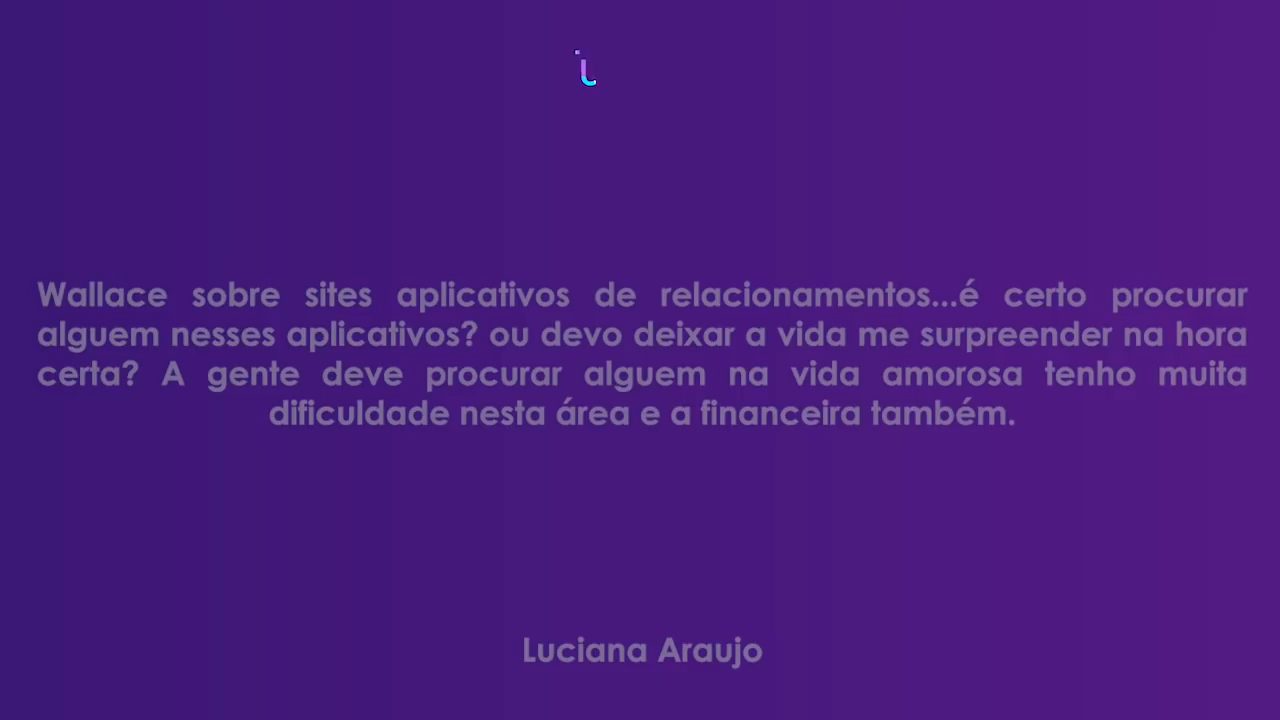 Wallace sobre sites aplicativos de relacionamentos...é certo procurar
alguem nesses aplicativos? ou devo deixar a vida me surpreender na hora
certa? A gente deve procurar alguem na vida amorosa tenho muita
dificuldade nesta área e a financeira também.
Luciana Araujo